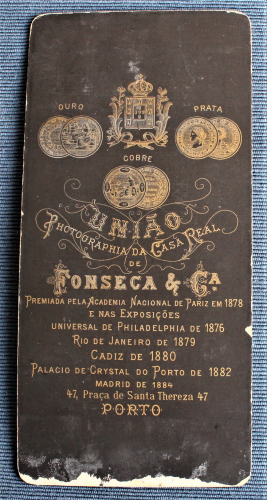 OURO PRATA
COBRE
UNIÃO
PHOTOGRAPHIA DA CASA REAL
DE
FONSECA & Cª.
PREMIADA PELA ACADEMIA NACIONAL DE PARIZ EM 1878
E NAS EXPOSIÇÕES
UNIVERSAL DE PHILADELPHIA DE 1876
RIO DE JANEIRO DE 1879
CADIZ DE 1880
PALACIO DE CRYSTAL DO PORTO DE 1882
MADRID DE 1884
47, Praça de Santa Thereza 47
PORTO